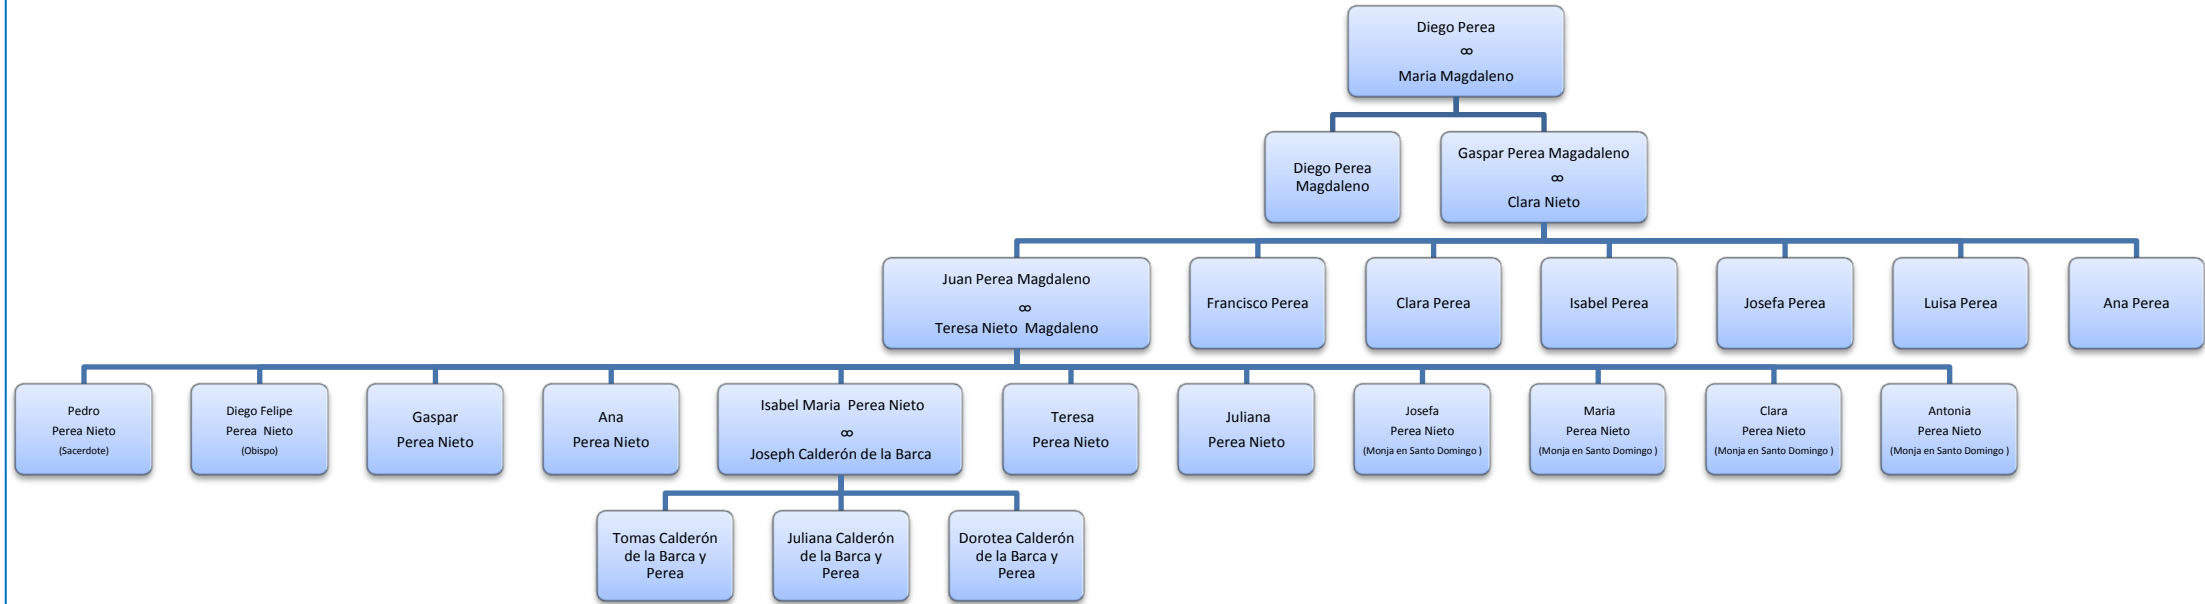 Diego Perea
∞
Maria Magdaleno
Diego Perea
Magdaleno
Gaspar Perea Magadaleno
∞
Clara Nieto
Juan Perea Magdaleno
∞
Teresa Nieto  Magdaleno
Francisco Perea
Clara Perea
Isabel Perea
Josefa Perea
Luisa Perea
Ana Perea
Pedro
Perea Nieto
(Sacerdote)
Diego Felipe
Perea  Nieto
(Obispo)
Gaspar
Perea Nieto
Ana
Perea Nieto
Isabel Maria  Perea Nieto
∞
Joseph Calderón de la Barca
Teresa
Perea Nieto
Juliana
Perea Nieto
Josefa
Perea Nieto
(Monja en Santo Domingo )
Maria
Perea Nieto
(Monja en Santo Domingo )
Clara
Perea Nieto
(Monja en Santo Domingo )
Antonia
Perea Nieto
(Monja en Santo Domingo )
Tomas Calderón
de la Barca y
Perea
Juliana Calderón
de la Barca y
Perea
Dorotea Calderón
de la Barca y
Perea